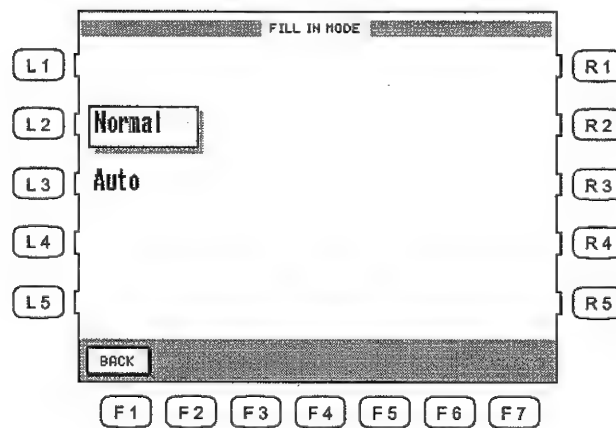 FILL IN MODE
L1 R1
L2 Normal R2
L3 Auto R3
L4 R4
L5 R5
BACK
F1 F2 F3 F4 F5 F6 F7